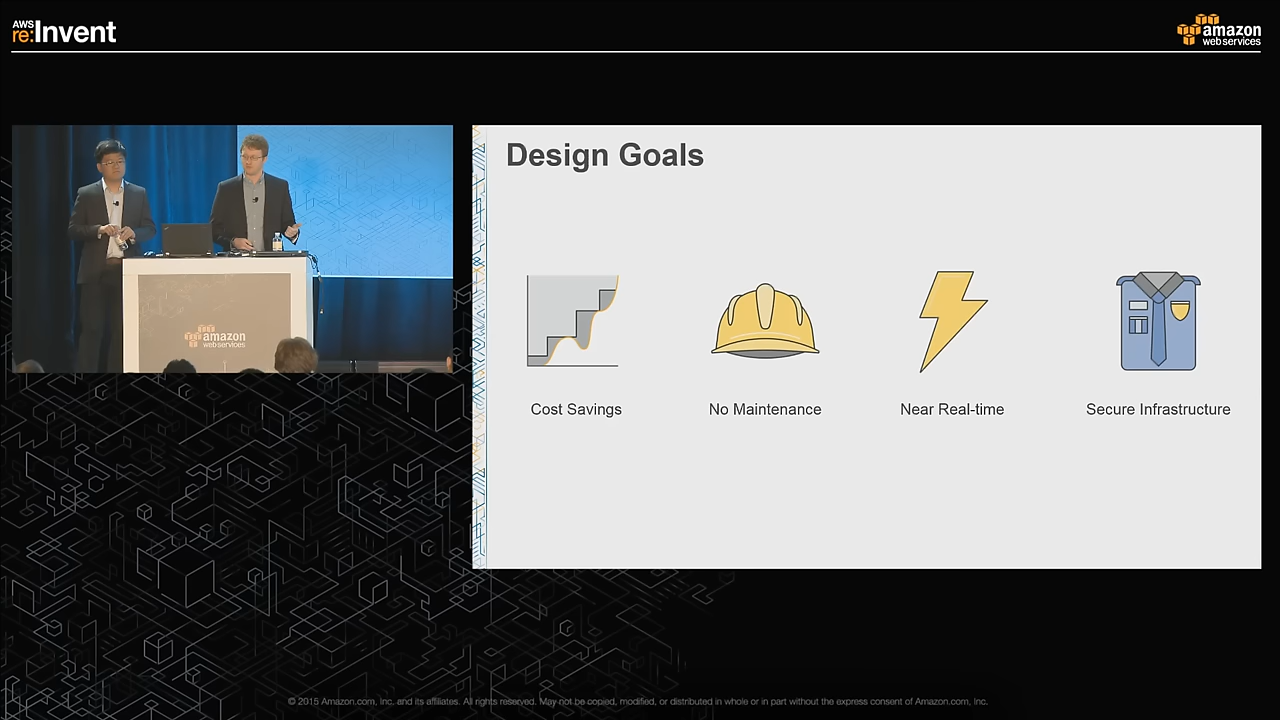 AWS
re:Invent
amazon
web services
amazon
web services
Design Goals
Cost Savings
No Maintenance
Near Real-time
Secure Infrastructure
© 2015 Amazon.com, Inc. and its affiliates. All rights reserved. May not be copied, modified, or distributed in whole or in part without the express consent of Amazon.com, Inc.